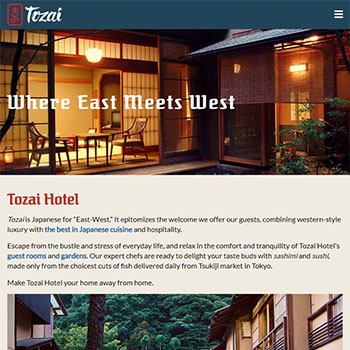 Tozai
Where East Meets West
Tozai Hotel
Tozai is Japanese for “East-West.” It epitomizes the welcome we offer our guests, combining western-style
luxury with the best in Japanese cuisine and hospitality.
Escape from the bustle and stress of everyday life, and relax in the comfort and tranquility of Tozai Hotel’s
guest rooms and gardens. Our expert chefs are ready to delight your taste buds with sashimi and sushi,
made only from the choicest cuts of fish delivered daily from Tsukiji market in Tokyo.
Make Tozai Hotel your home away from home.